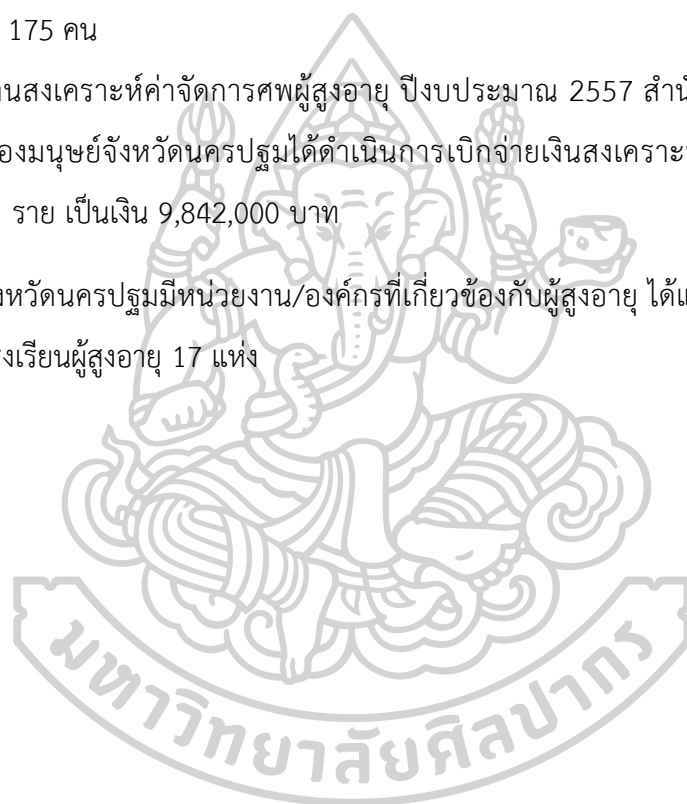 175 คน
นสงเคราะห์ค่าจัดการศพผู้สูงอายุ ปีงบประมาณ 2557
องมนุษย์จังหวัดนครปฐมได้ดำเนินการเบิกจ่ายเงินสงเคราะ
ราย เป็นเงิน 9,842,000 บาท
งหวัดนครปฐมมีหน่วยงาน/องค์กรที่เกี่ยวข้องกับผู้สูงอายุ ได้แ
รงเรียนผู้สูงอายุ 17 แห่ง
มหาวิทยาลัยศิลปากร